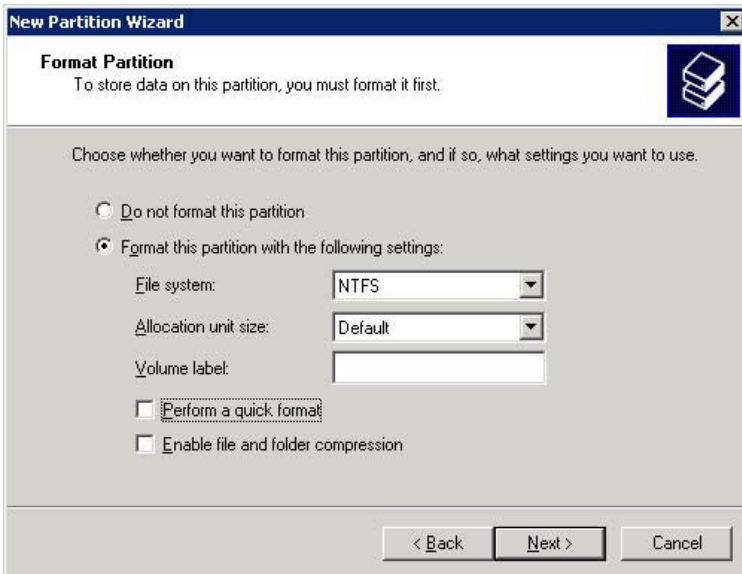 New Partition Wizard
Format Partition
To store data on this partition, you must format it first.
Choose whether you want to format this partition, and if so, what settings you want to use.
Do not format this partition
Format this partition with the following settings:
File system: NTFS
Allocation unit size: Default
Volume label:
Perform a quick format
Enable file and folder compression
< Back Next > Cancel